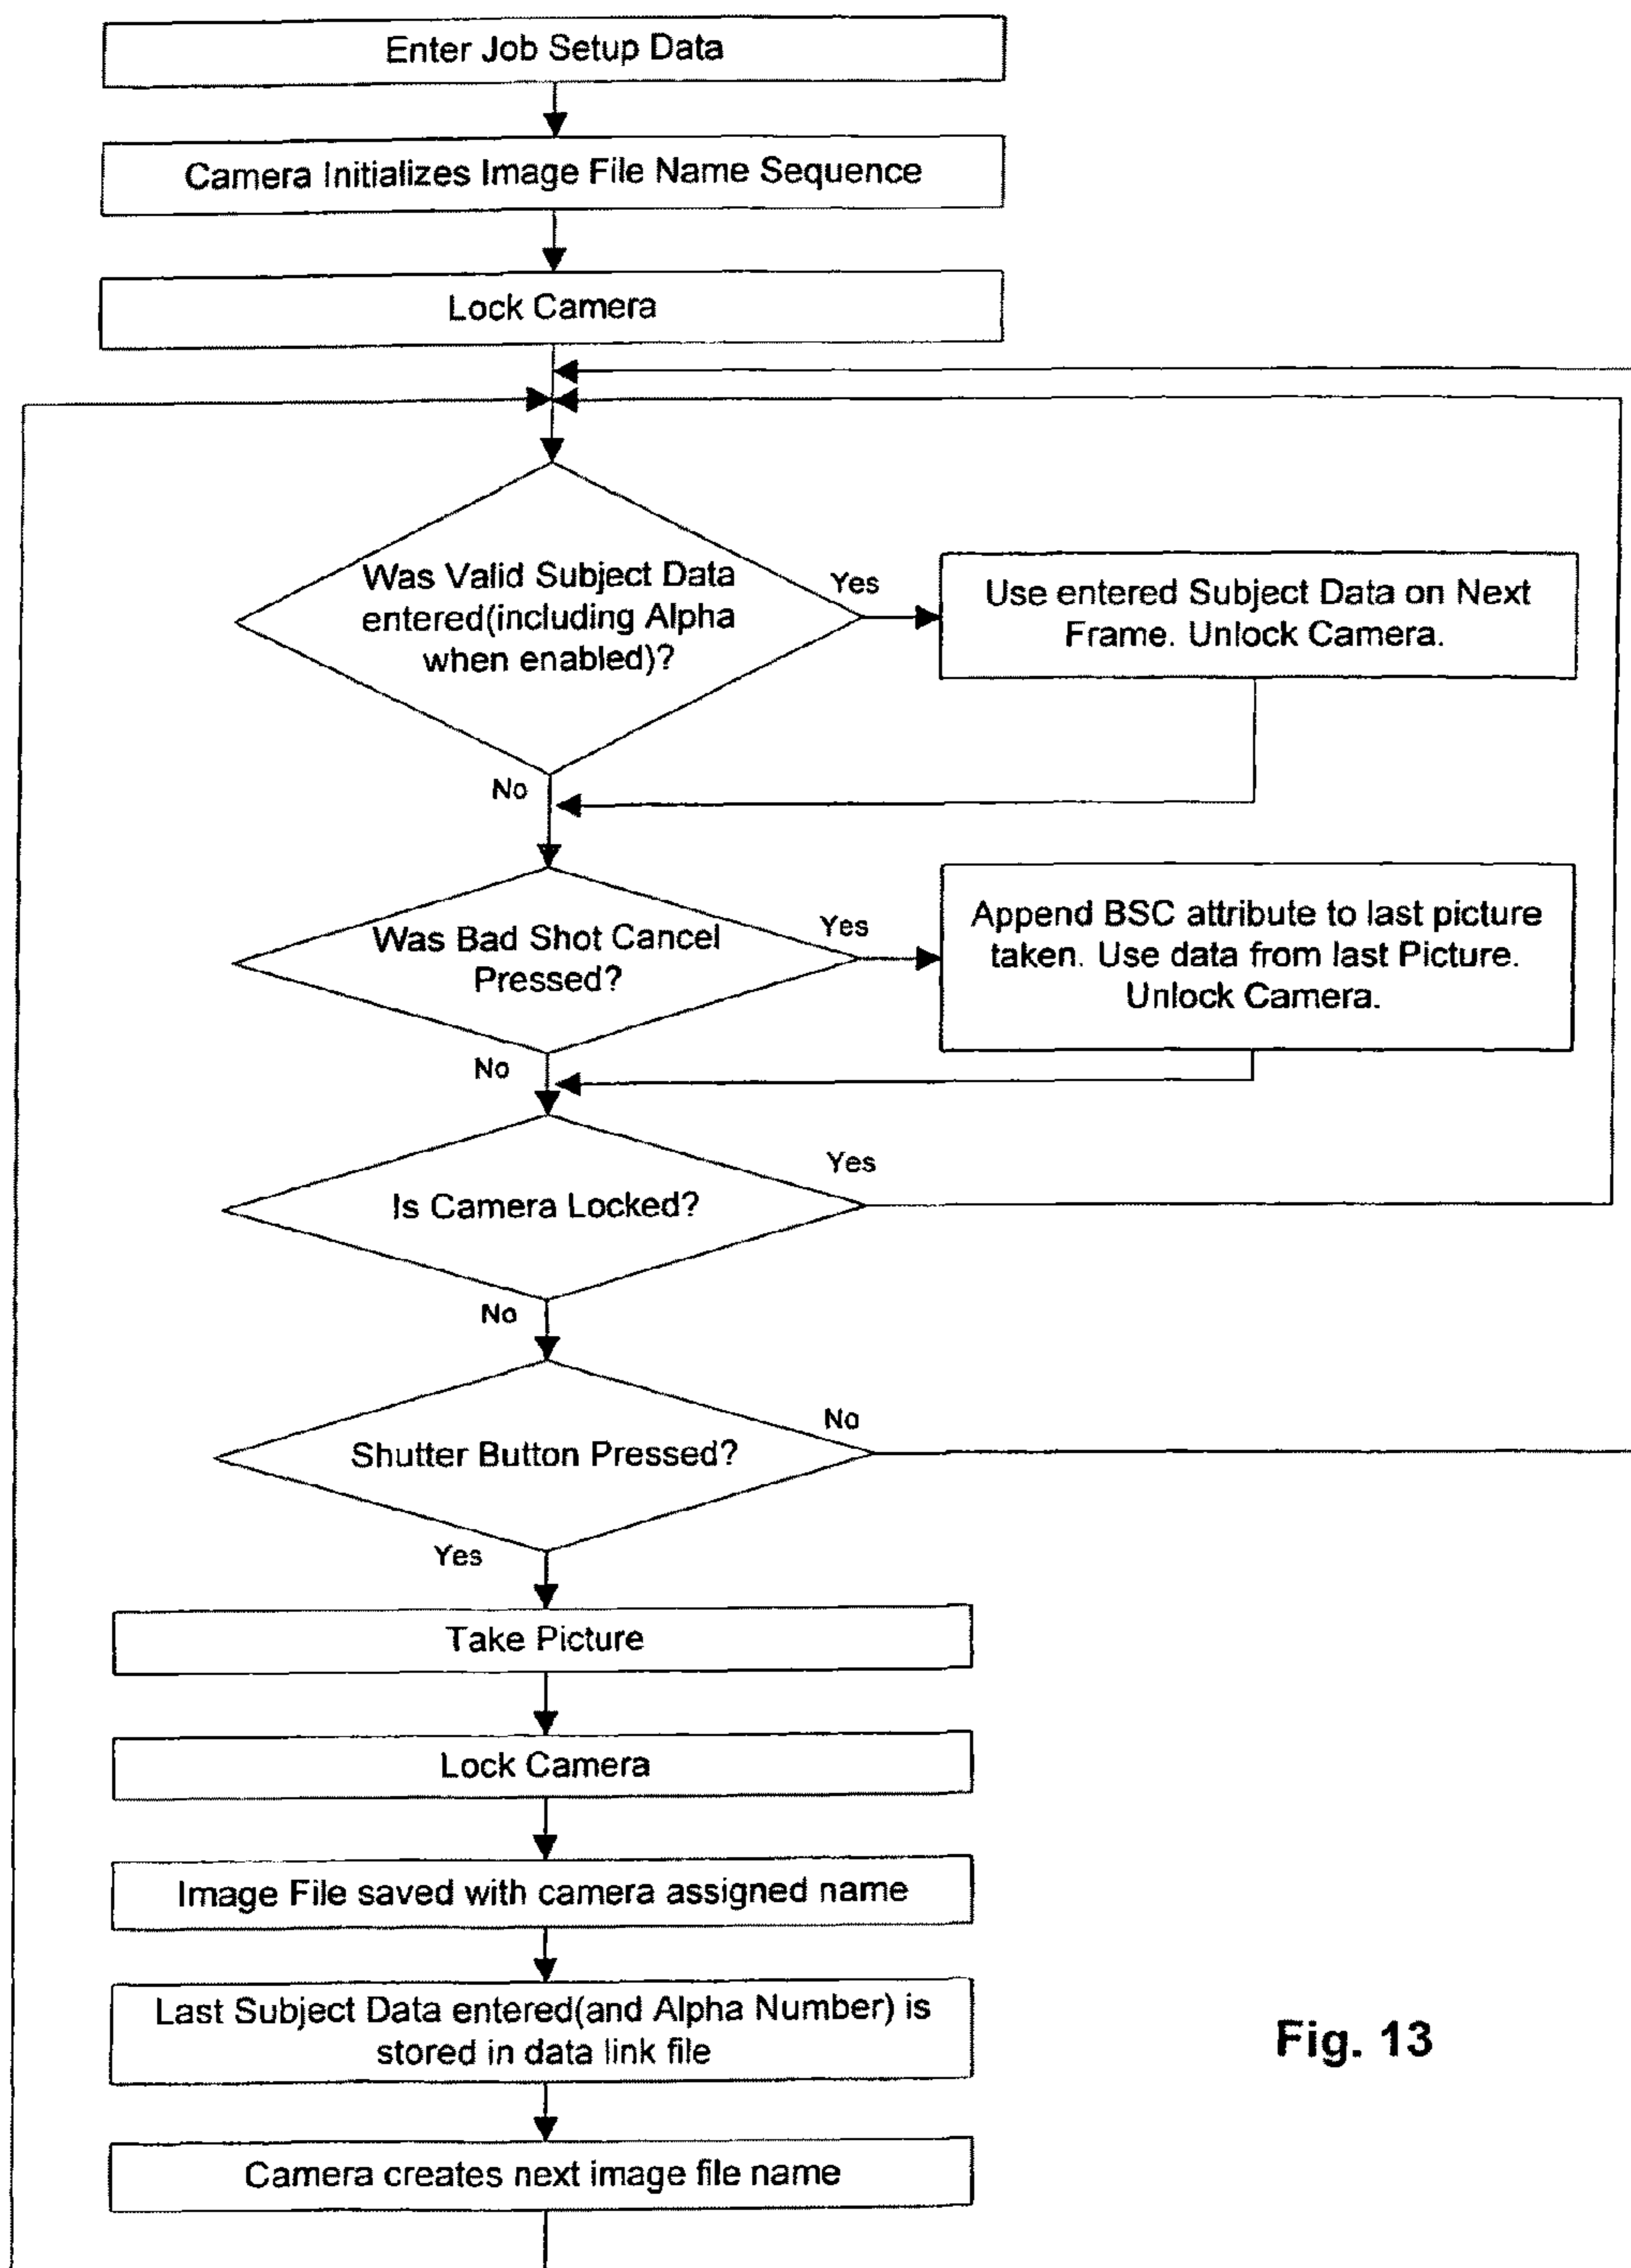 Enter Job Setup Data
Camera Initializes Image File Name Sequence
Lock Camera
Was Valid Subject Data
entered(including Alpha
when enabled)?
Yes
Use entered Subject Data on Next
Frame. Unlock Camera.
No
Was Bad Shot Cancel
Pressed?
Yes
Append BSC attribute to last picture
taken. Use data from last Picture.
Unlock Camera.
No
Is Camera Locked?
Yes
No
Shutter Button Pressed?
No
Yes
Take Picture
Lock Camera
Image File saved with camera assigned name
Last Subject Data entered(and Alpha Number) is
stored in data link file
Camera creates next image file name
Fig. 13